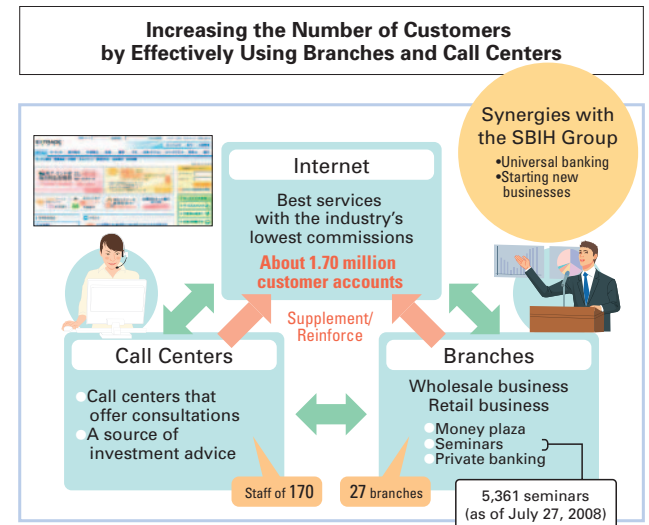 Increasing the Number of Customers
by Effectively Using Branches and Call Centers
Synergies with
the SBIH Group
•Universal banking
•Starting new
businesses
Internet
Best services
with the industry's
lowest commissions
About 1.70 million
customer accounts
Supplement/
Reinforce
Call Centers
Call centers that
offer consultations
A source of
investment advice
Staff of 170
Branches
Wholesale business
Retail business
Money plaza
Seminars
Private banking
27 branches
5,361 seminars
(as of July 27, 2008)